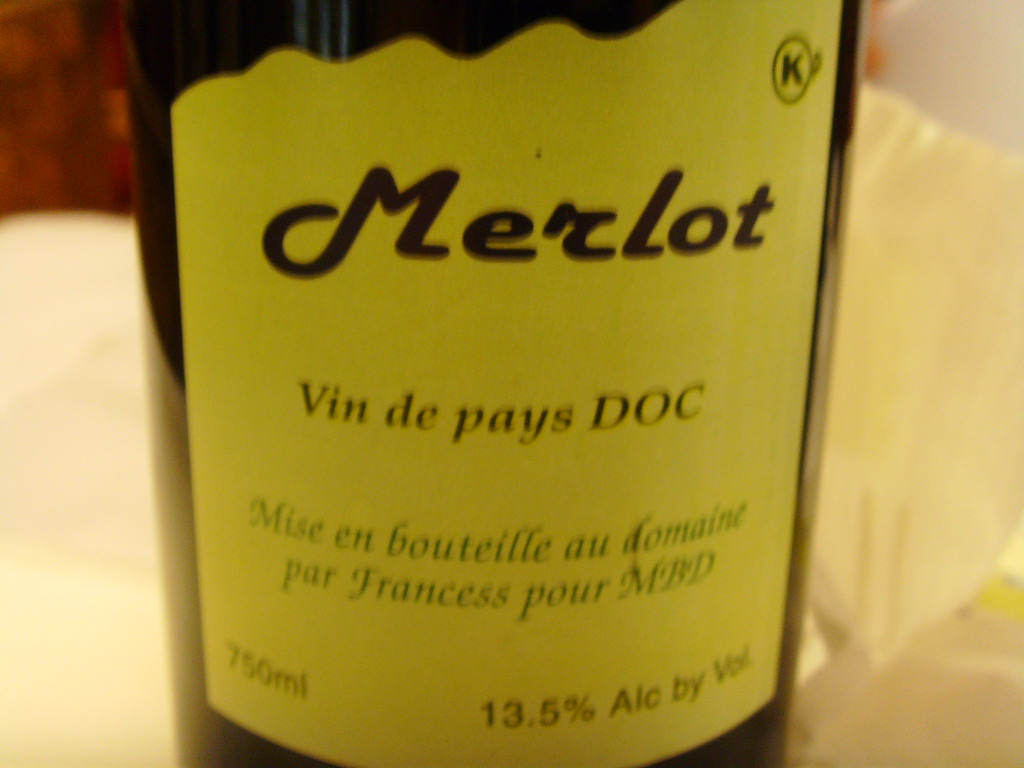 K P
Merlot
Vin de pays DOC
Mise en bouteille au domaine
par Francess pour MBD
750ml
13.5% Alc by Vol.